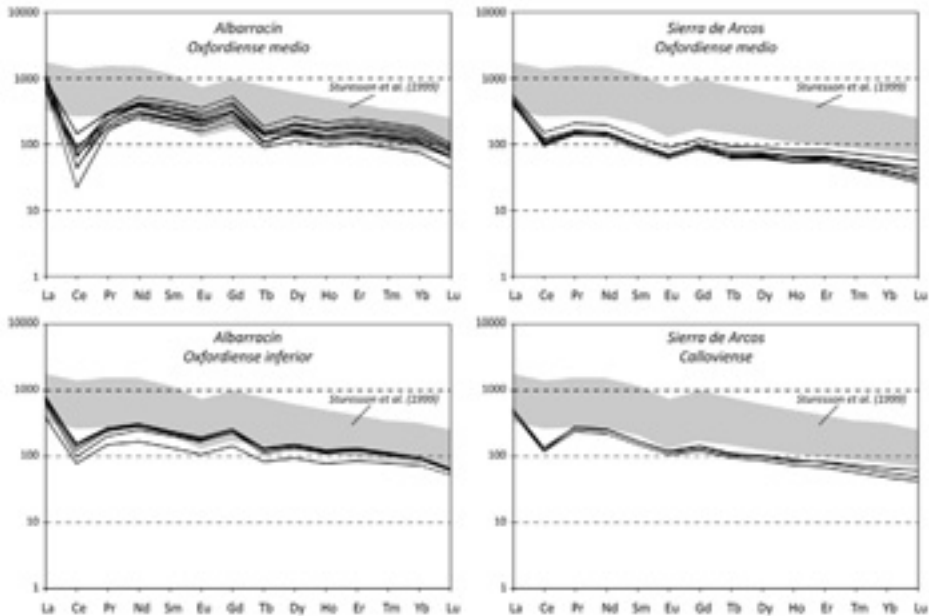 10000
1000
100
10
1
Albarracín
Oxfordiense medio
Sturesson et al. (1999)
La Ce Pr Nd Sm Eu Gd Tb Dy Ho Er Tm Yb Lu
10000
1000
100
10
1
Sierra de Arcos
Oxfordiense medio
Sturesson et al. (1999)
La Ce Pr Nd Sm Eu Gd Tb Dy Ho Er Tm Yb Lu
10000
1000
100
10
1
Albarracín
Oxfordiense inferior
Sturesson et al. (1999)
La Ce Pr Nd Sm Eu Gd Tb Dy Ho Er Tm Yb Lu
10000
1000
100
10
1
Sierra de Arcos
Calloviense
Sturesson et al. (1999)
La Ce Pr Nd Sm Eu Gd Tb Dy Ho Er Tm Yb Lu